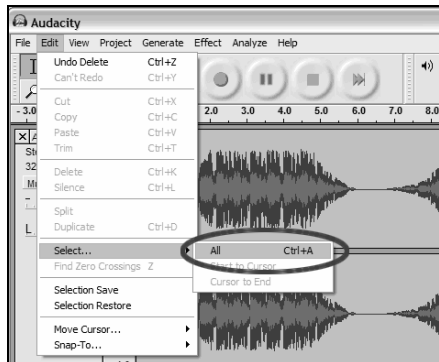 Audacity
File Edit View Project Generate Effect Analyze Help
Undo Delete Ctrl+Z
Can't Redo Ctrl+Y
- 3.0 2.0 3.0 4.0 5.0 6.0 7.0 8.0
Cut Ctrl+X
Copy Ctrl+C
Paste Ctrl+V
Trim Ctrl+T
Delete Ctrl+K
Silence Ctrl+L
Split
Duplicate Ctrl+D
Select...
All Ctrl+A
Find Zero Crossings Z
Start to Cursor
Cursor to End
Selection Save
Selection Restore
Move Cursor...
Snap-To...
X
32
L